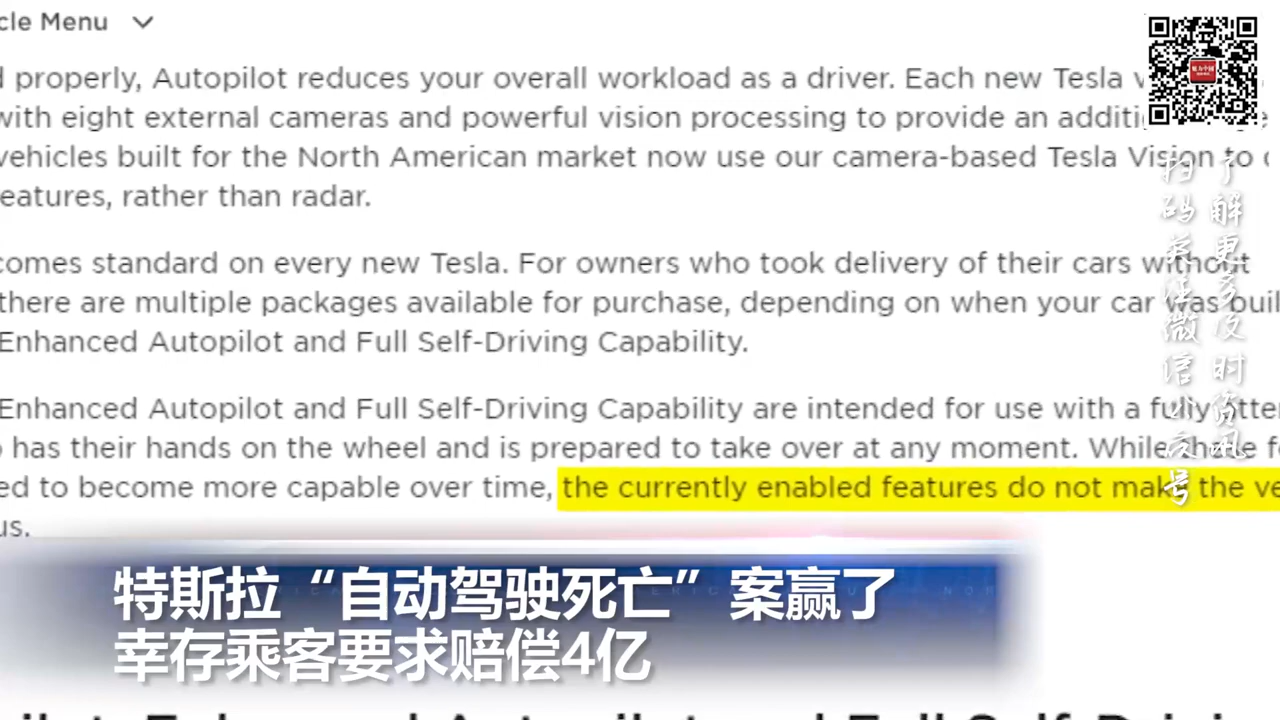 cle Menu
properly, Autopilot reduces your overall workload as a driver. Each new Tesla
with eight external cameras and powerful vision processing to provide an additi
vehicles built for the North American market now use our camera-based Tesla Vision to
eatures, rather than radar.
comes standard on every new Tesla. For owners who took delivery of their cars without
there are multiple packages available for purchase, depending on when your car was buil
Enhanced Autopilot and Full Self-Driving Capability.
Enhanced Autopilot and Full Self-Driving Capability are intended for use with a fully atte
has their hands on the wheel and is prepared to take over at any moment. While these f
ed to become more capable over time, the currently enabled features do not make the ve
us.
了解更多及时资讯
扫码关注微信公众号
特斯拉“自动驾驶死亡”案赢了
幸存乘客要求赔偿4亿